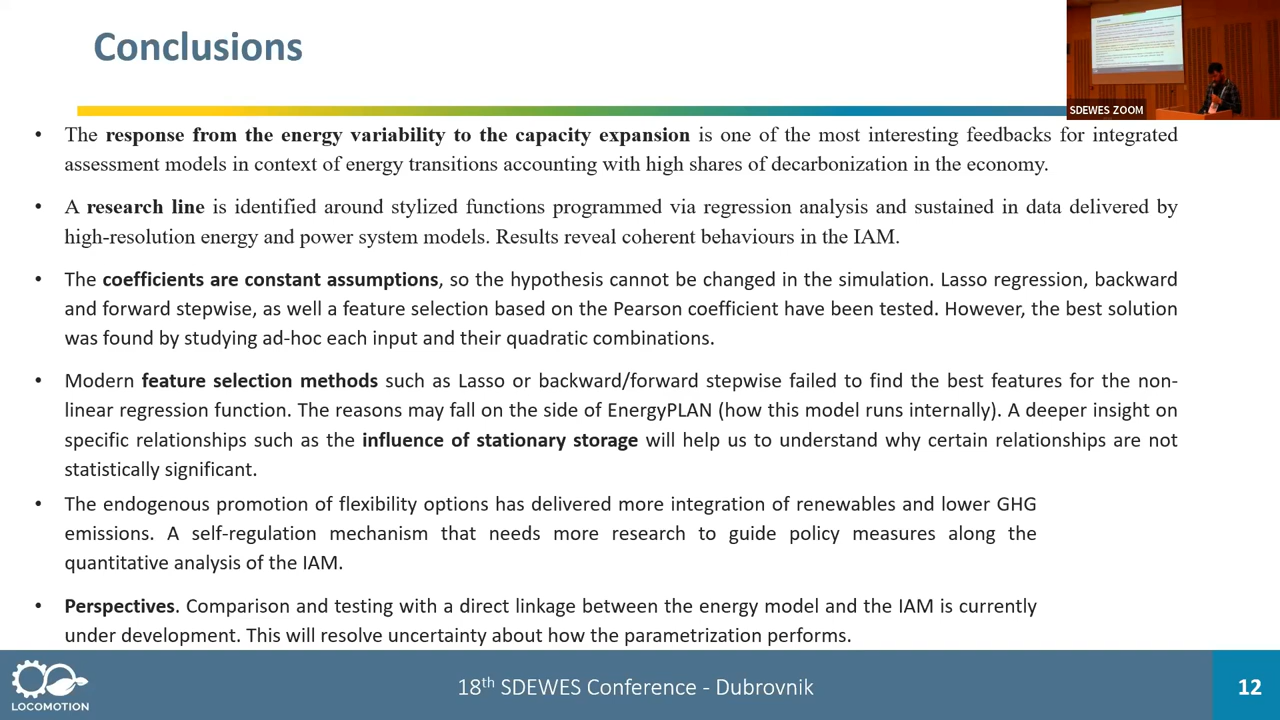 Conclusions
SDEWES ZOOM
• The response from the energy variability to the capacity expansion is one of the most interesting feedbacks for integrated
assessment models in context of energy transitions accounting with high shares of decarbonization in the economy.
• A research line is identified around stylized functions programmed via regression analysis and sustained in data delivered by
high-resolution energy and power system models. Results reveal coherent behaviours in the IAM.
• The coefficients are constant assumptions, so the hypothesis cannot be changed in the simulation. Lasso regression, backward
and forward stepwise, as well a feature selection based on the Pearson coefficient have been tested. However, the best solution
was found by studying ad-hoc each input and their quadratic combinations.
• Modern feature selection methods such as Lasso or backward/forward stepwise failed to find the best features for the non-
linear regression function. The reasons may fall on the side of EnergyPLAN (how this model runs internally). A deeper insight on
specific relationships such as the influence of stationary storage will help us to understand why certain relationships are not
statistically significant.
• The endogenous promotion of flexibility options has delivered more integration of renewables and lower GHG
emissions. A self-regulation mechanism that needs more research to guide policy measures along the
quantitative analysis of the IAM.
• Perspectives. Comparison and testing with a direct linkage between the energy model and the IAM is currently
under development. This will resolve uncertainty about how the parametrization performs.
LOCOMOTION
18th SDEWES Conference - Dubrovnik
12